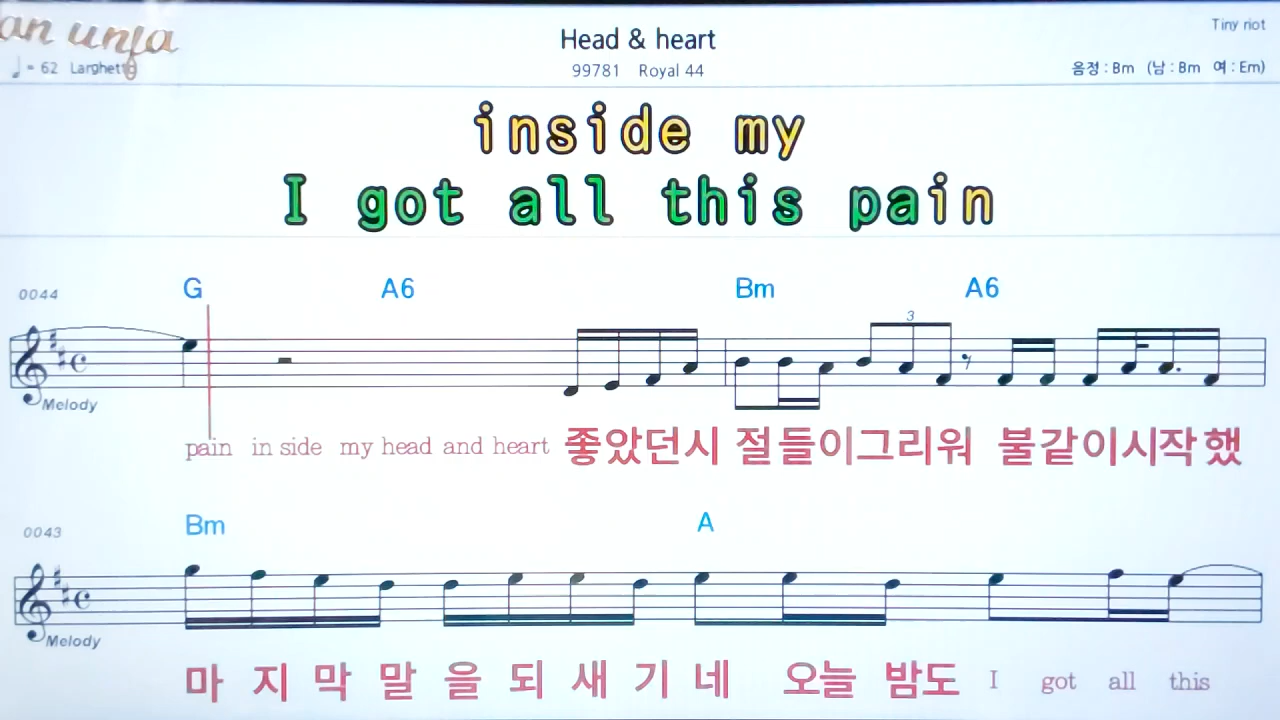 an unfa
Head & heart
Tiny riot
♩= 62 Larghetto
99781 Royal 44
음정 : Bm (남 : Bm 여 : Em)
inside my
I got all this pain
0044 G A6 Bm A6
3
Melody
pain in side my head and heart 좋았던시 절들이그리워 불같이시작했
0043 Bm A
Melody
마 지 막 말 을 되 새 기 네 오늘 밤도 I got all this